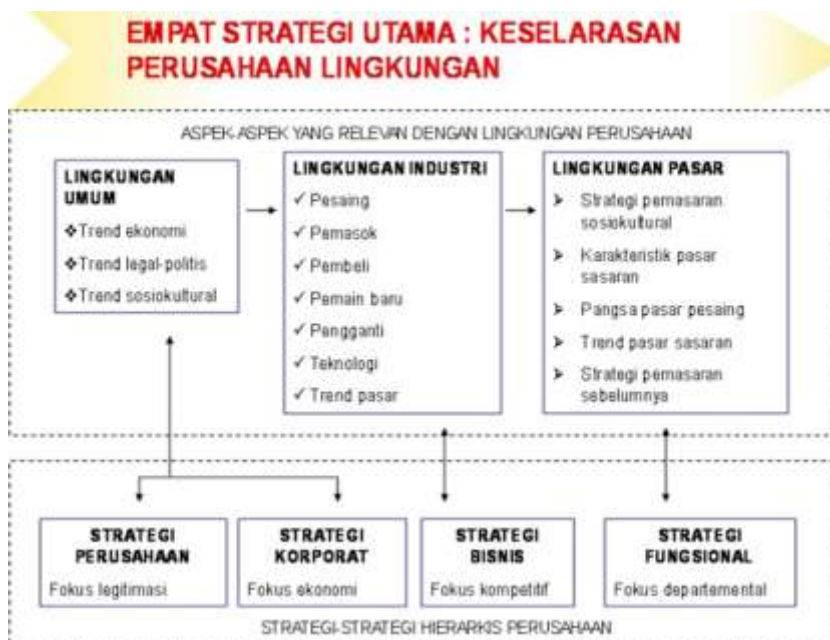 EMPAT STRATEGI UTAMA : KESELARASAN
PERUSAHAAN LINGKUNGAN
ASPEK-ASPEK YANG RELEVAN DENGAN LINGKUNGAN PERUSAHAAN
LINGKUNGAN
UMUM
Trend ekonomi
Trend legal-politis
Trend sosiokultural
LINGKUNGAN INDUSTRI
Pesaing
Pemasok
Pembeli
Pemain baru
Pengganti
Teknologi
Trend pasar
LINGKUNGAN PASAR
Strategi pemasaran
sosiokultural
Karakteristik pasar
sasaran
Pangsa pasar pesaing
Trend pasar sasaran
Strategi pemasaran
sebelumnya
STRATEGI
PERUSAHAAN
Fokus legitimasi
STRATEGI
KORPORAT
Fokus ekonomi
STRATEGI
BISNIS
Fokus kompetitif
STRATEGI
FUNGSIONAL
Fokus departemental
STRATEGI-STRATEGI HIERARKIS PERUSAHAAN